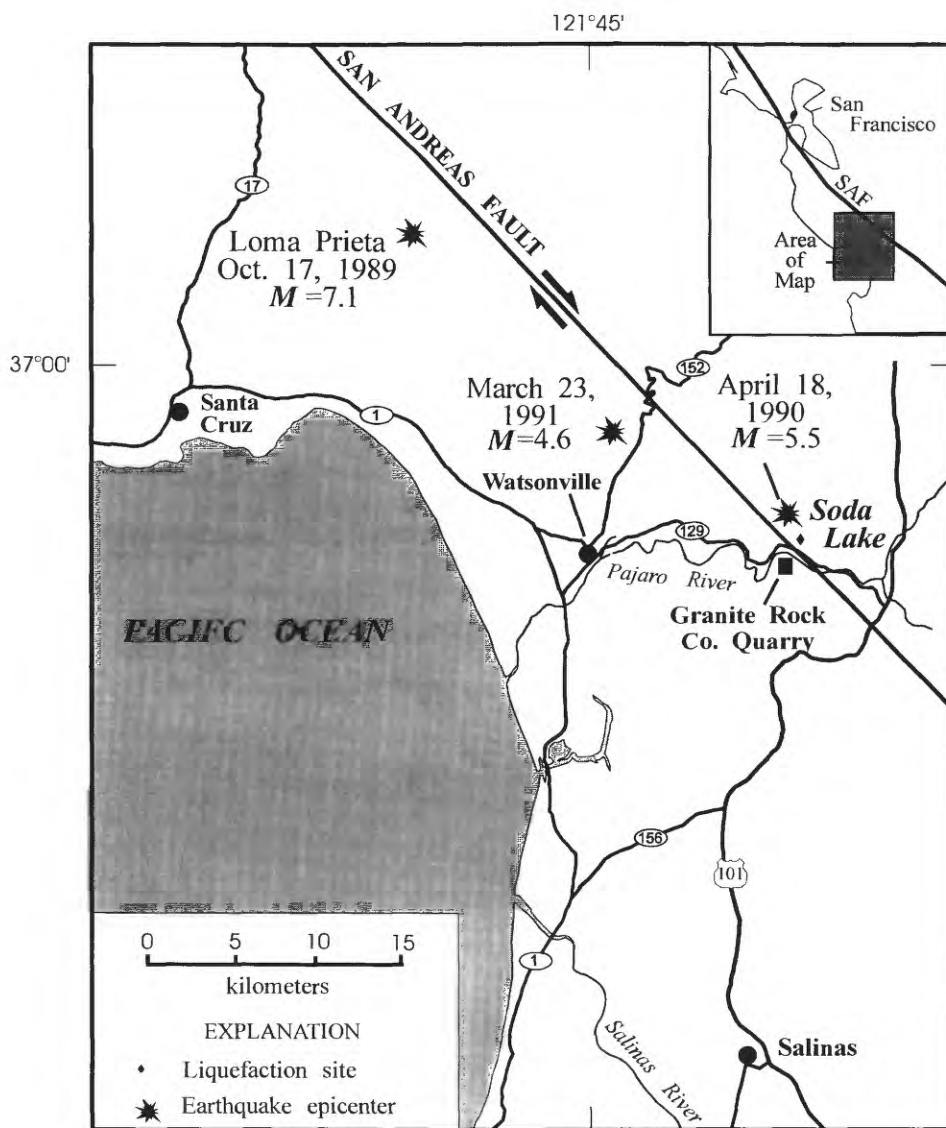 121°45'
SAN ANDREAS FAULT
San
Francisco
SAF
Area
of
Map
17
Loma Prieta
Oct. 17, 1989
M =7.1
37°00'
152
March 23,
1991
M =4.6
April 18,
1990
M =5.5
Santa
Cruz
1
Watsonville
Soda
Lake
129
Pajaro River
Granite Rock
Co. Quarry
PACIFC OCEAN
156
101
0 5 10 15
kilometers
1
EXPLANATION
Liquefaction site
Earthquake epicenter
Salinas
River
Salinas